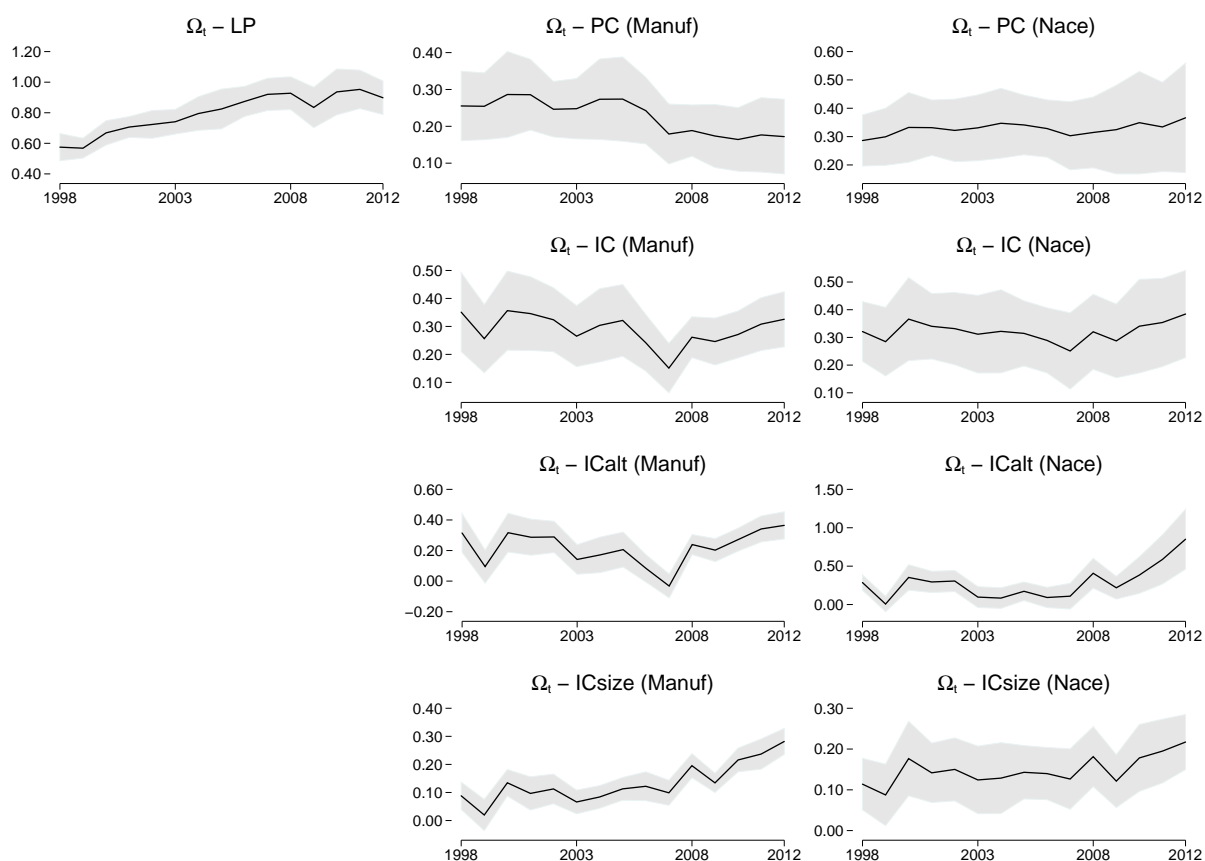 Ωt – LP
1.20
1.00
0.80
0.60
0.40
1998 2003 2008 2012
Ωt – PC (Manuf)
0.40
0.30
0.20
0.10
1998 2003 2008 2012
Ωt – PC (Nace)
0.60
0.50
0.40
0.30
0.20
1998 2003 2008 2012
Ωt – IC (Manuf)
0.50
0.40
0.30
0.20
0.10
1998 2003 2008 2012
Ωt – IC (Nace)
0.50
0.40
0.30
0.20
0.10
1998 2003 2008 2012
Ωt – ICalt (Manuf)
0.60
0.40
0.20
0.00
−0.20
1998 2003 2008 2012
Ωt – ICalt (Nace)
1.50
1.00
0.50
0.00
1998 2003 2008 2012
Ωt – ICsize (Manuf)
0.40
0.30
0.20
0.10
0.00
1998 2003 2008 2012
Ωt – ICsize (Nace)
0.30
0.20
0.10
0.00
1998 2003 2008 2012